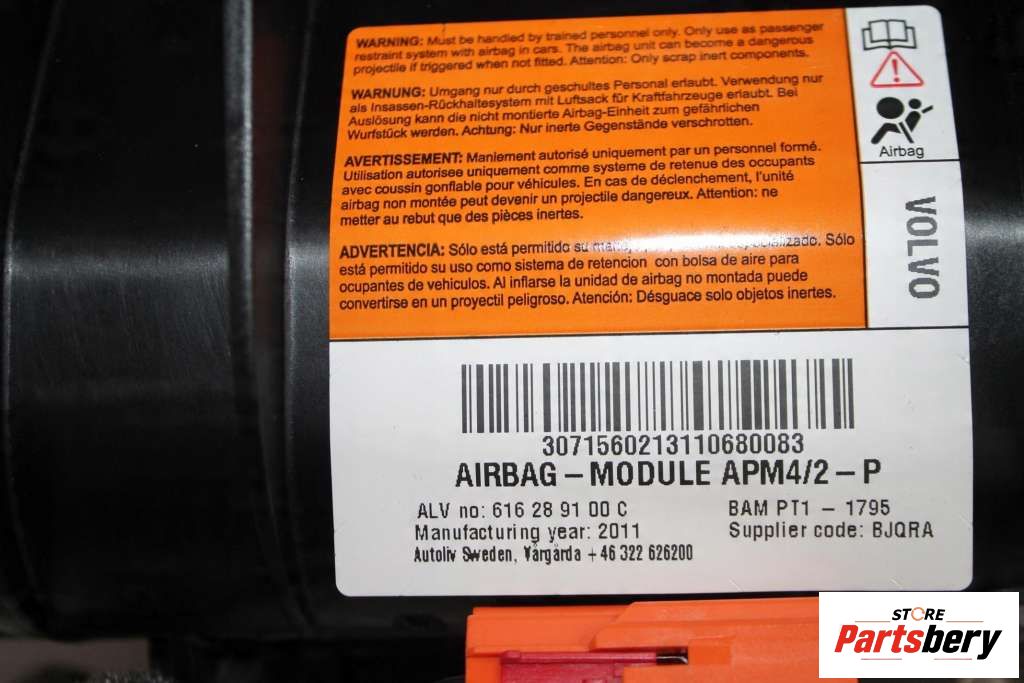 WARNING: Must be handled by trained personnel only. Only use as passenger
restraint system with airbag in cars. The airbag unit can become a dangerous
projectile if triggered when not fitted. Attention: Only scrap inert components.
WARNUNG: Umgang nur durch geschultes Personal erlaubt. Verwendung nur
als Insassen-Rückhaltesystem mit Luftsack für Kraftfahrzeuge erlaubt. Bei
Auslösung kann die nicht montierte Airbag-Einheit zum gefährlichen
Wurfstück werden. Achtung: Nur inerte Gegenstände verschrotten.
AVERTISSEMENT: Maniement autorisé uniquement par un personnel formé.
Utilisation autorisee uniquement comme systeme de retenue des occupants
avec coussin gonflable pour véhicules. En cas de déclenchement, l'unité
airbag non montée peut devenir un projectile dangereux. Attention: ne
metter au rebut que des pièces inertes.
ADVERTENCIA: Sólo está permitido su especializado. Sólo
está permitido su uso como sistema de retencion con bolsa de aire para
ocupantes de vehiculos. Al inflarse la unidad de airbag no montada puede
convertirse en un proyectil peligroso. Atención: Désguace solo objetos inertes.
Airbag
VOLVO
3071560213110680083
AIRBAG - MODULE APM4/2 - P
ALV no: 616 28 91 00 C
BAM PT1 - 1795
Manufacturing year: 2011
Supplier code: BJQRA
Autoliv Sweden, Vårgårda +46 322 626200
STORE
Partsbery